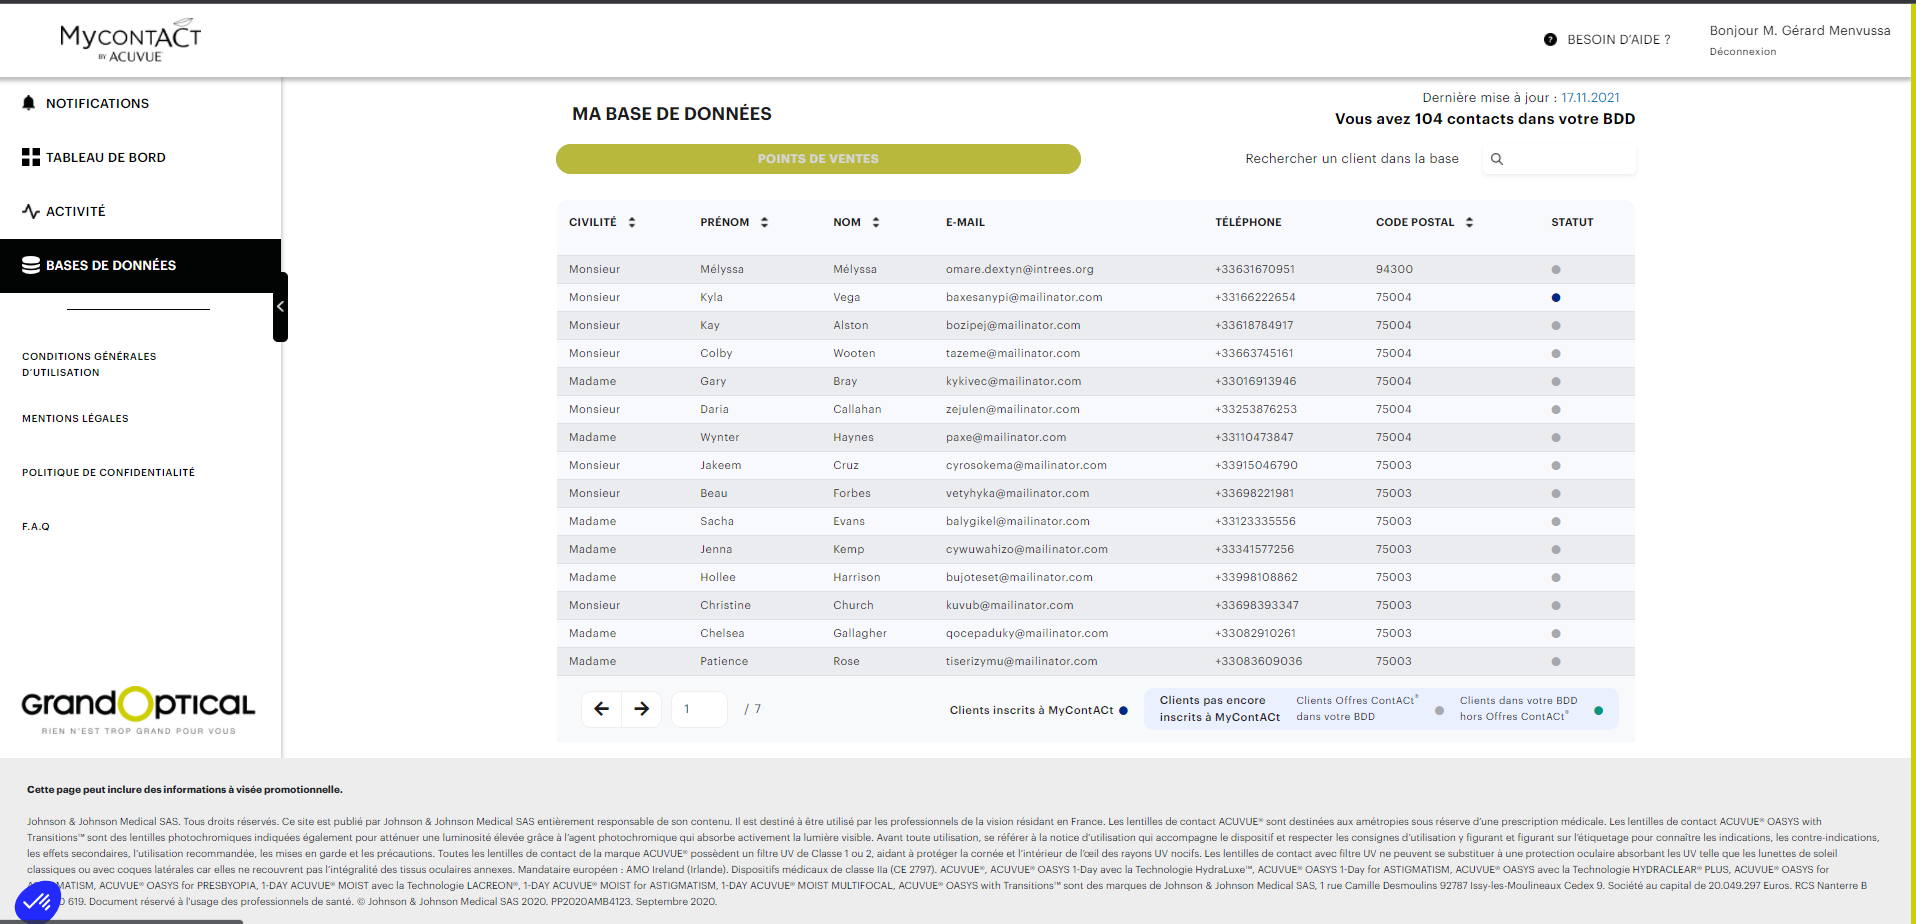 MYCONTACT
BY ACUVUE
BESOIN D'AIDE ?
Bonjour M. Gérard Menvussa
Déconnexion
NOTIFICATIONS
TABLEAU DE BORD
ACTIVITÉ
BASES DE DONNÉES
CONDITIONS GÉNÉRALES
D'UTILISATION
MENTIONS LÉGALES
POLITIQUE DE CONFIDENTIALITÉ
F.A.Q
GRANDOPTICAL
RIEN N'EST TROP GRAND POUR VOUS
MA BASE DE DONNÉES
Dernière mise à jour : 17.11.2021
Vous avez 104 contacts dans votre BDD
POINTS DE VENTES
Rechercher un client dans la base
CIVILITÉ PRÉNOM NOM E-MAIL TÉLÉPHONE CODE POSTAL STATUT
Monsieur Mélyssa Mélyssa omare.dextyn@intrees.org +33631670951 94300
Monsieur Kyla Vega baxesanypi@mailinator.com +33166222654 75004
Monsieur Kay Alston bozipej@mailinator.com +33618784917 75004
Monsieur Colby Wooten tazeme@mailinator.com +33663745161 75004
Madame Gary Bray kykivec@mailinator.com +33016913946 75004
Monsieur Daria Callahan zejulen@mailinator.com +33253876253 75004
Madame Wynter Haynes paxe@mailinator.com +33110473847 75004
Monsieur Jakeem Cruz cyrosokema@mailinator.com +33915046790 75003
Monsieur Beau Forbes vetyhyka@mailinator.com +33698221981 75003
Madame Sacha Evans balygikel@mailinator.com +33123335556 75003
Madame Jenna Kemp cywuwahizo@mailinator.com +33341577256 75003
Madame Hollee Harrison bujoteset@mailinator.com +33998108862 75003
Monsieur Christine Church kuvub@mailinator.com +33698393347 75003
Madame Chelsea Gallagher qocepaduky@mailinator.com +33082910261 75003
Madame Patience Rose tiserizymu@mailinator.com +33083609036 75003
1 / 7
Clients inscrits à MyContACt
Clients pas encore
inscrits à MyContACt
Clients Offres ContACt®
dans votre BDD
Clients dans votre BDD
hors Offres ContACt®
Cette page peut inclure des informations à visée promotionnelle.
Johnson & Johnson Medical SAS. Tous droits réservés. Ce site est publié par Johnson & Johnson Medical SAS entièrement responsable de son contenu. Il est destiné à être utilisé par les professionnels de la vision résidant en France. Les lentilles de contact ACUVUE® sont destinées aux amétropies sous réserve d'une prescription médicale. Les lentilles de contact ACUVUE® OASYS with
Transitions™ sont des lentilles photochromiques indiquées également pour atténuer une luminosité élevée grâce à l'agent photochromique qui absorbe activement la lumière visible. Avant toute utilisation, se référer à la notice d'utilisation qui accompagne le dispositif et respecter les consignes d'utilisation y figurant et figurant sur l'étiquetage pour connaître les indications, les contre-indications,
les effets secondaires, l'utilisation recommandée, les mises en garde et les précautions. Toutes les lentilles de contact de la marque ACUVUE® possèdent un filtre UV de Classe 1 ou 2, aidant à protéger la cornée et l'intérieur de l'œil des rayons UV nocifs. Les lentilles de contact avec filtre UV ne peuvent se substituer à une protection oculaire absorbant les UV telle que les lunettes de soleil
classiques ou avec coques latérales car elles ne recouvrent pas l'intégralité des tissus oculaires annexes. Mandataire européen : AMO Ireland (Irlande). Dispositifs médicaux de classe IIa (CE 2797). ACUVUE®, ACUVUE® OASYS 1-Day avec la Technologie HydraLuxe™, ACUVUE® OASYS 1-Day for ASTIGMATISM, ACUVUE® OASYS avec la Technologie HYDRACLEAR® PLUS, ACUVUE® OASYS for
MATISM, ACUVUE® OASYS for PRESBYOPIA, 1-DAY ACUVUE® MOIST avec la Technologie LACREON®, 1-DAY ACUVUE® MOIST for ASTIGMATISM, 1-DAY ACUVUE® MOIST MULTIFOCAL, ACUVUE® OASYS with Transitions™ sont des marques de Johnson & Johnson Medical SAS, 1 rue Camille Desmoulins 92787 Issy-les-Moulineaux Cedex 9. Société au capital de 20.049.297 Euros. RCS Nanterre B
619. Document réservé à l'usage des professionnels de santé. © Johnson & Johnson Medical SAS 2020. PP2020AMB4123. Septembre 2020.